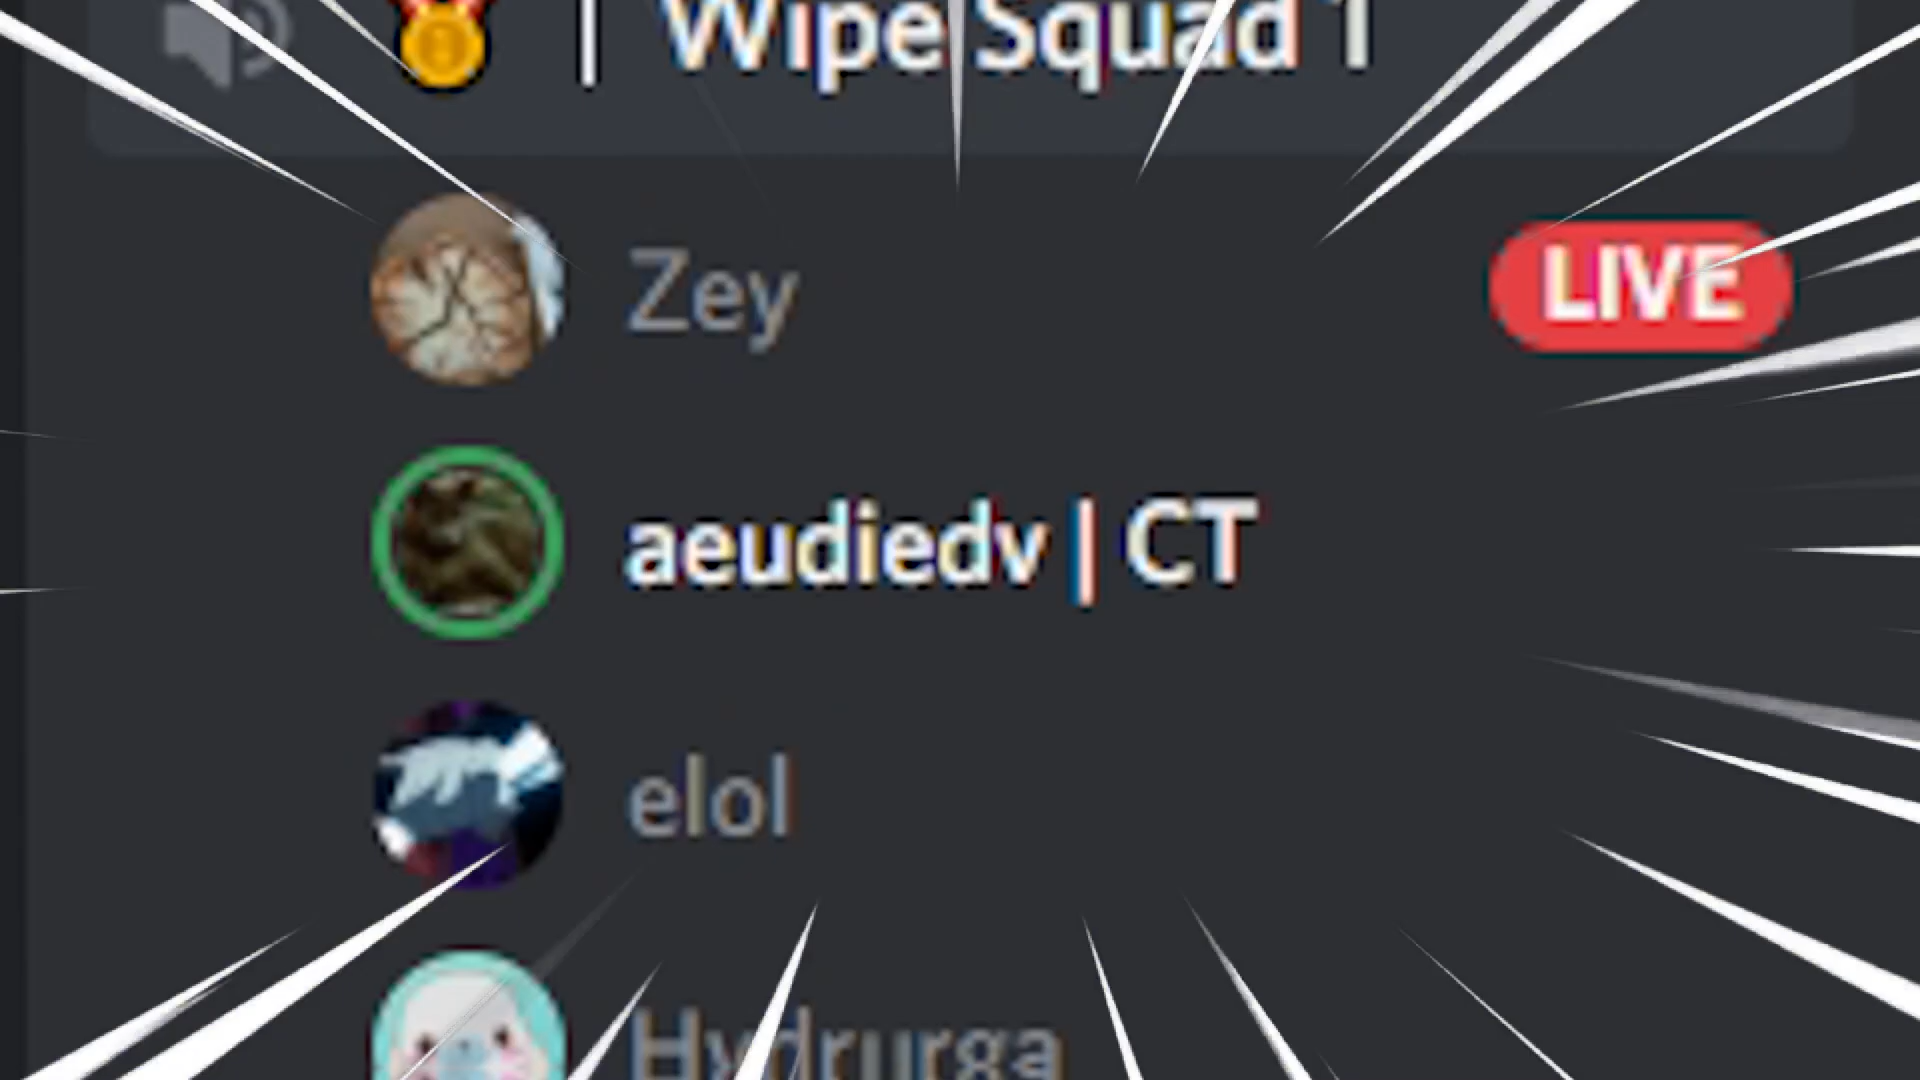 | Wipe Squad 1
Zey
LIVE
aeudiedv | CT
elol
Hydrurga